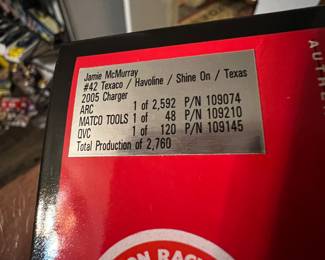 Jamie McMurray
#42 Texaco / Havoline / Shine On / Texas
2005 Charger
ARC 1 of 2,592 P/N 109074
MATCO TOOLS 1 of 48 P/N 109210
QVC 1 of 120 P/N 109145
Total Production of 2,760